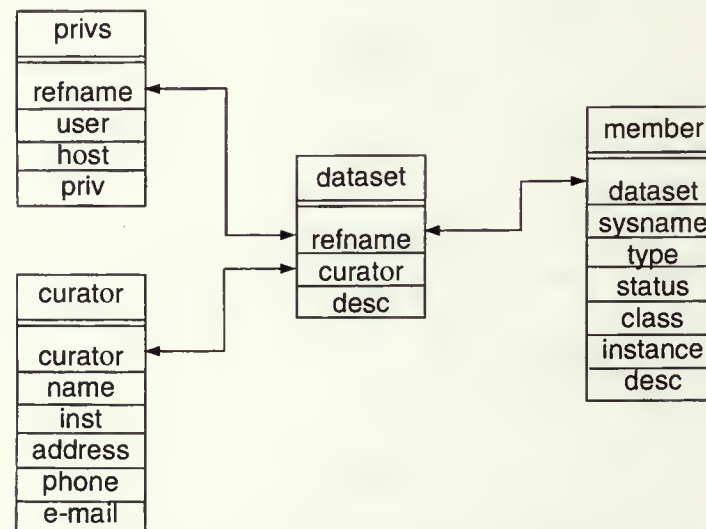 privs
refname
user
host
priv
curator
curator
name
inst
address
phone
e-mail
dataset
refname
curator
desc
member
dataset
sysname
type
status
class
instance
desc